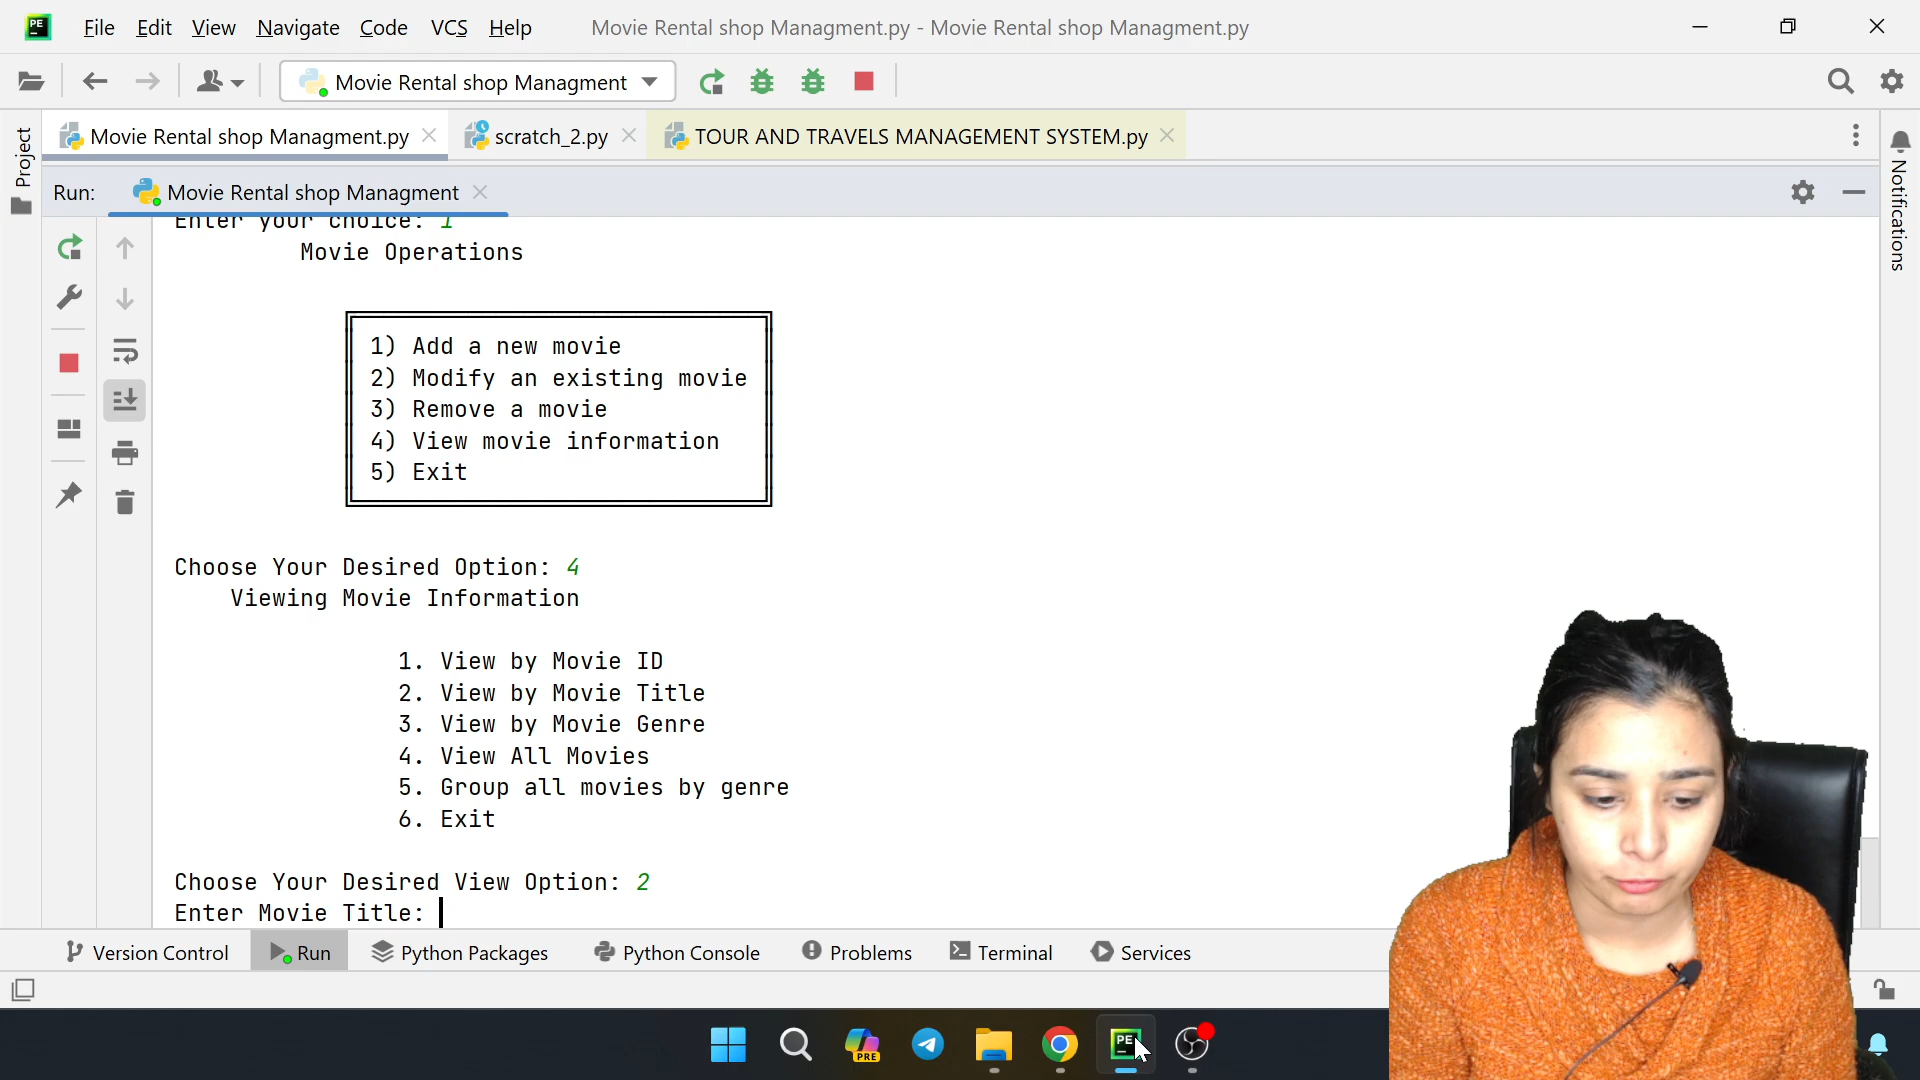 File Edit View Navigate Code VCS Help Movie Rental shop Managment.py - Movie Rental shop Managment.py
Movie Rental shop Managment
Movie Rental shop Managment.py scratch_2.py TOUR AND TRAVELS MANAGEMENT SYSTEM.py
Project
Notifications
Run: Movie Rental shop Managment
Enter your choice: 1
Movie Operations
1) Add a new movie
2) Modify an existing movie
3) Remove a movie
4) View movie information
5) Exit
Choose Your Desired Option: 4
Viewing Movie Information
1. View by Movie ID
2. View by Movie Title
3. View by Movie Genre
4. View All Movies
5. Group all movies by genre
6. Exit
Choose Your Desired View Option: 2
Enter Movie Title:
Version Control Run Python Packages Python Console Problems Terminal Services
PRE
PE